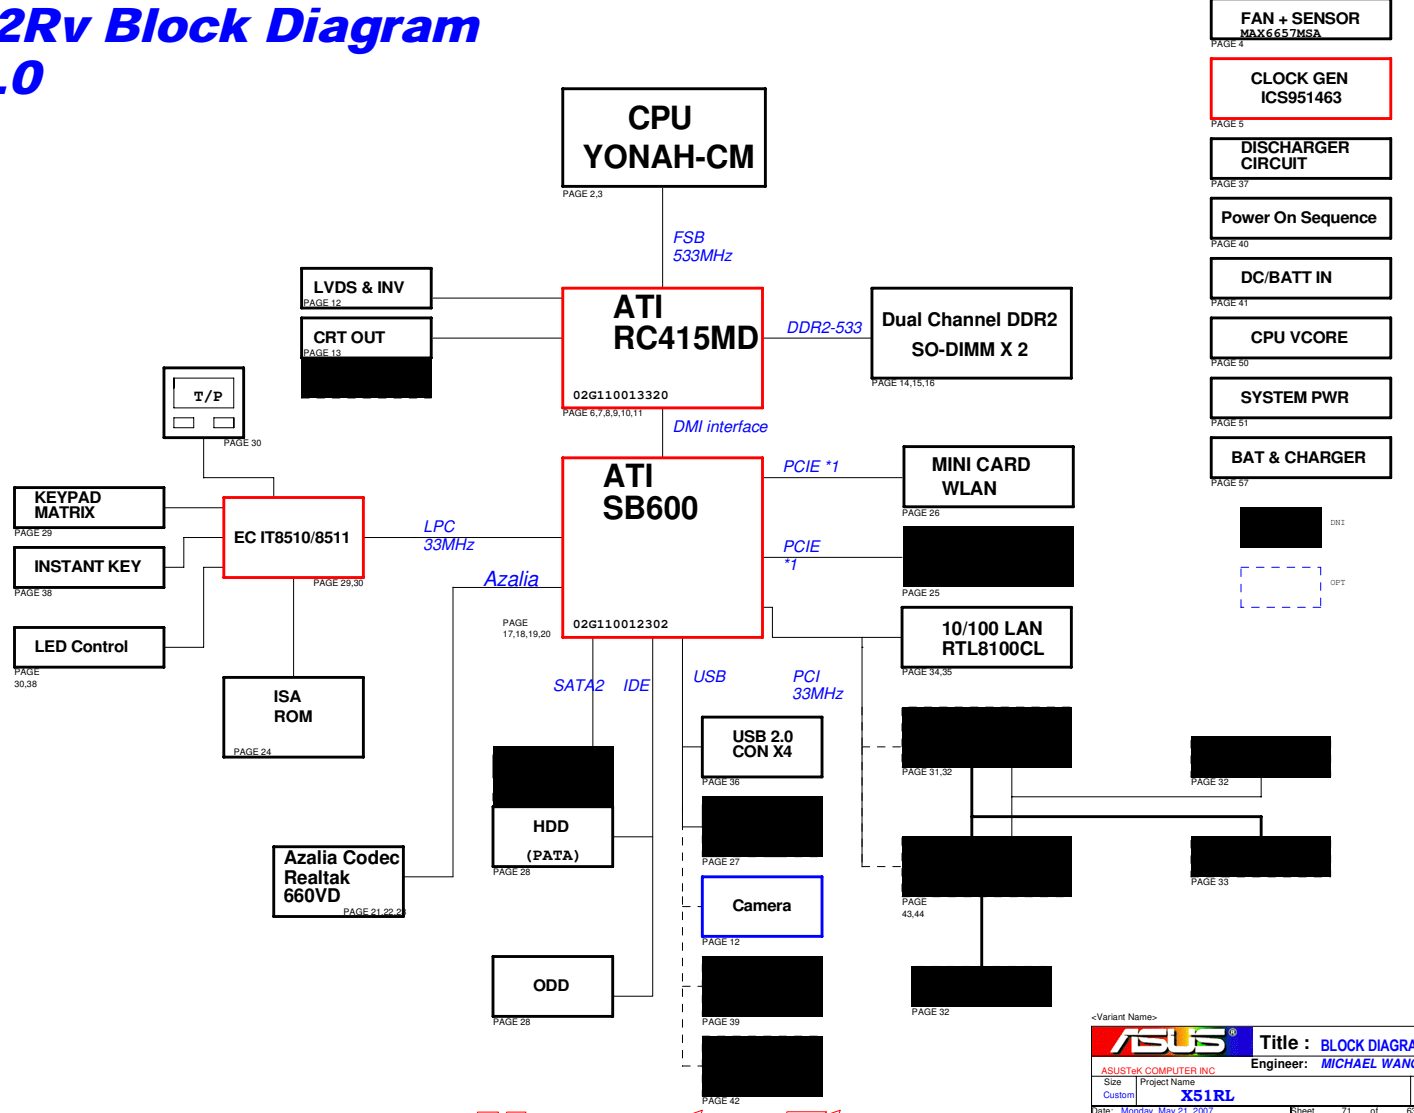 2Rv Block Diagram
.0
FAN + SENSOR
MAX6657MSA
PAGE 4
CLOCK GEN
ICS951463
PAGE 5
DISCHARGER
CIRCUIT
PAGE 37
Power On Sequence
PAGE 40
DC/BATT IN
PAGE 41
CPU VCORE
PAGE 50
SYSTEM PWR
PAGE 51
BAT & CHARGER
PAGE 57
DNI
OPT
CPU
YONAH-CM
PAGE 2,3
FSB
533MHz
LVDS & INV
PAGE 12
CRT OUT
PAGE 13
ATI
RC415MD
02G110013320
PAGE 6,7,8,9,10,11
DDR2-533
Dual Channel DDR2
SO-DIMM X 2
PAGE 14,15,16
DMI interface
T/P
PAGE 30
KEYPAD
MATRIX
PAGE 29
INSTANT KEY
PAGE 38
LED Control
PAGE
30,38
EC IT8510/8511
PAGE 29,30
ISA
ROM
PAGE 24
LPC
33MHz
Azalia
ATI
SB600
02G110012302
PAGE
17,18,19,20
PCIE *1
MINI CARD
WLAN
PAGE 26
PCIE
*1
PAGE 25
10/100 LAN
RTL8100CL
PAGE 34,35
SATA2
IDE
USB
PCI
33MHz
USB 2.0
CON X4
PAGE 36
PAGE 27
Camera
PAGE 12
PAGE 39
PAGE 42
HDD
(PATA)
PAGE 28
ODD
PAGE 28
Azalia Codec
Realtak
660VD
PAGE 21,22,23
PAGE 31,32
PAGE 32
PAGE
43,44
PAGE 33
PAGE 32
<Variant Name>
ASUS®
ASUSTeK COMPUTER INC
Title : BLOCK DIAGRA
Engineer: MICHAEL WANG
Size
Custom
Project Name
X51RL
Date: Monday, May 21, 2007
Sheet 71 of